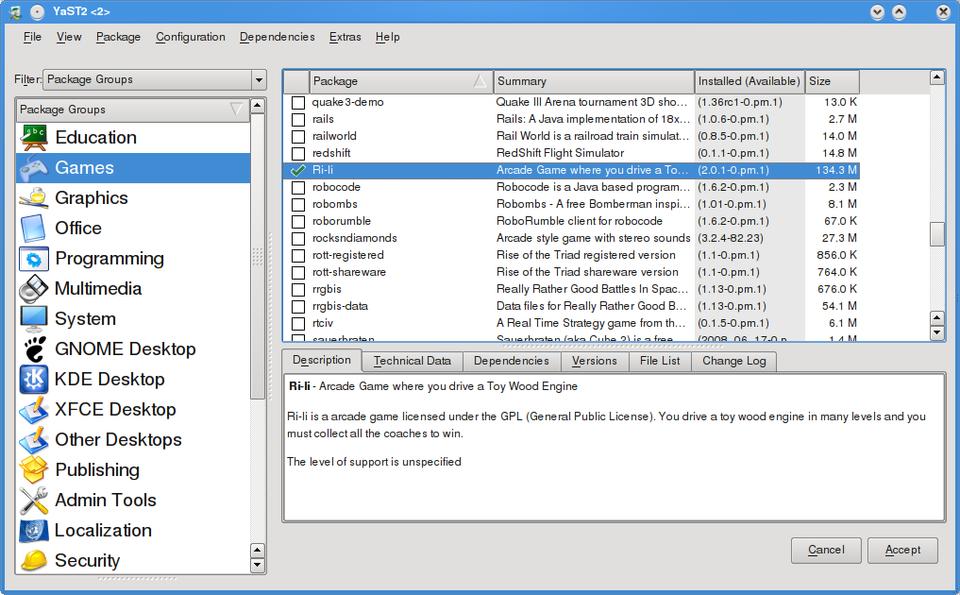 YaST2 <2>
File View Package Configuration Dependencies Extras Help
Filter: Package Groups
Package Groups
Education
Games
Graphics
Office
Programming
Multimedia
System
GNOME Desktop
KDE Desktop
XFCE Desktop
Other Desktops
Publishing
Admin Tools
Localization
Security
Package Summary Installed (Available) Size
quake3-demo Quake III Arena tournament 3D sho... (1.36rc1-0.pm.1) 13.0 K
rails Rails: A Java implementation of 18x... (1.0.6-0.pm.1) 2.7 M
railworld Rail World is a railroad train simulat... (0.8.5-0.pm.1) 14.0 M
redshift RedShift Flight Simulator (0.1.1-0.pm.1) 14.8 M
Ri-li Arcade Game where you drive a To... (2.0.1-0.pm.1) 134.3 M
robocode Robocode is a Java based program... (1.6.2-0.pm.1) 2.3 M
robombs Robombs - A free Bomberman inspi... (1.01-0.pm.1) 8.1 M
roborumble RoboRumble client for robocode (1.6.2-0.pm.1) 67.0 K
rocksndiamonds Arcade style game with stereo sounds (3.2.4-82.23) 27.3 M
rott-registered Rise of the Triad registered version (1.1-0.pm.1) 856.0 K
rott-shareware Rise of the Triad shareware version (1.1-0.pm.1) 764.0 K
rrgbis Really Rather Good Battles In Spac... (1.13-0.pm.1) 676.0 K
rrgbis-data Data files for Really Rather Good B... (1.13-0.pm.1) 54.1 M
rtciv A Real Time Strategy game from th... (0.1.5-0.pm.1) 6.1 M
sauerbraten Sauerbraten (aka Cube 2) is a free 1.4 M
Description Technical Data Dependencies Versions File List Change Log
Ri-li - Arcade Game where you drive a Toy Wood Engine
Ri-li is a arcade game licensed under the GPL (General Public License). You drive a toy wood engine in many levels and you
must collect all the coaches to win.
The level of support is unspecified
Cancel Accept